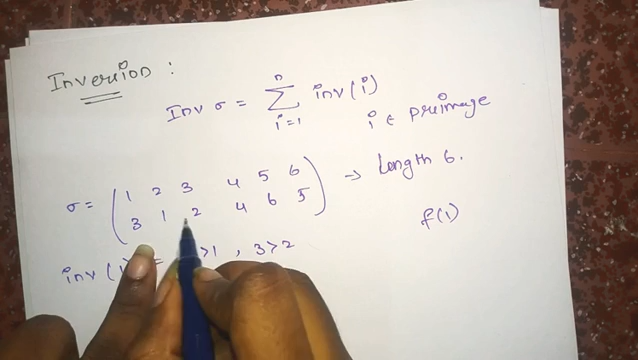 Inversion :
Inv σ = n ∑ i=1 inv(i) i ∈ preimage
σ = ( 1 2 3 4 5 6 → Length 6.
3 1 2 4 6 5 ) f(1)
inv (1) = >1 , 3>2